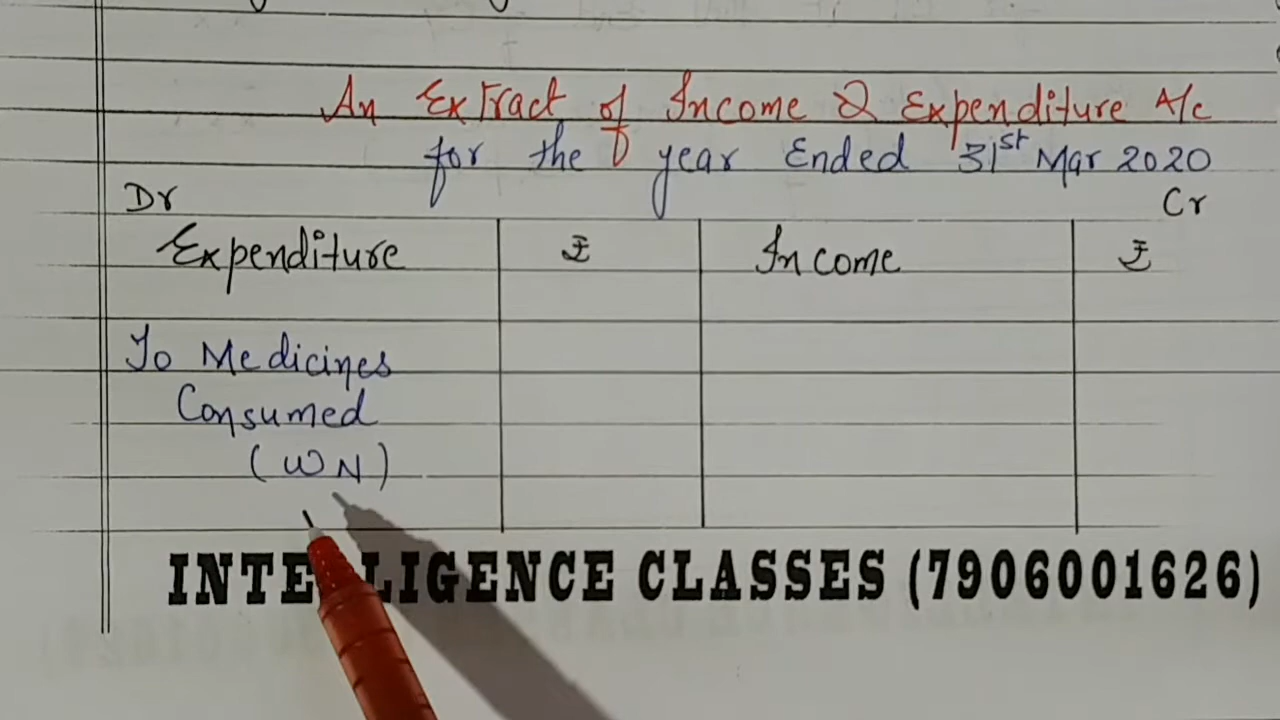 An Extract of Income & Expenditure A/c
for the year Ended 31st Mar 2020
Dr Cr
Expenditure ₹ Income ₹
To Medicines
Consumed
(WN)
INTELLIGENCE CLASSES (7906001626)